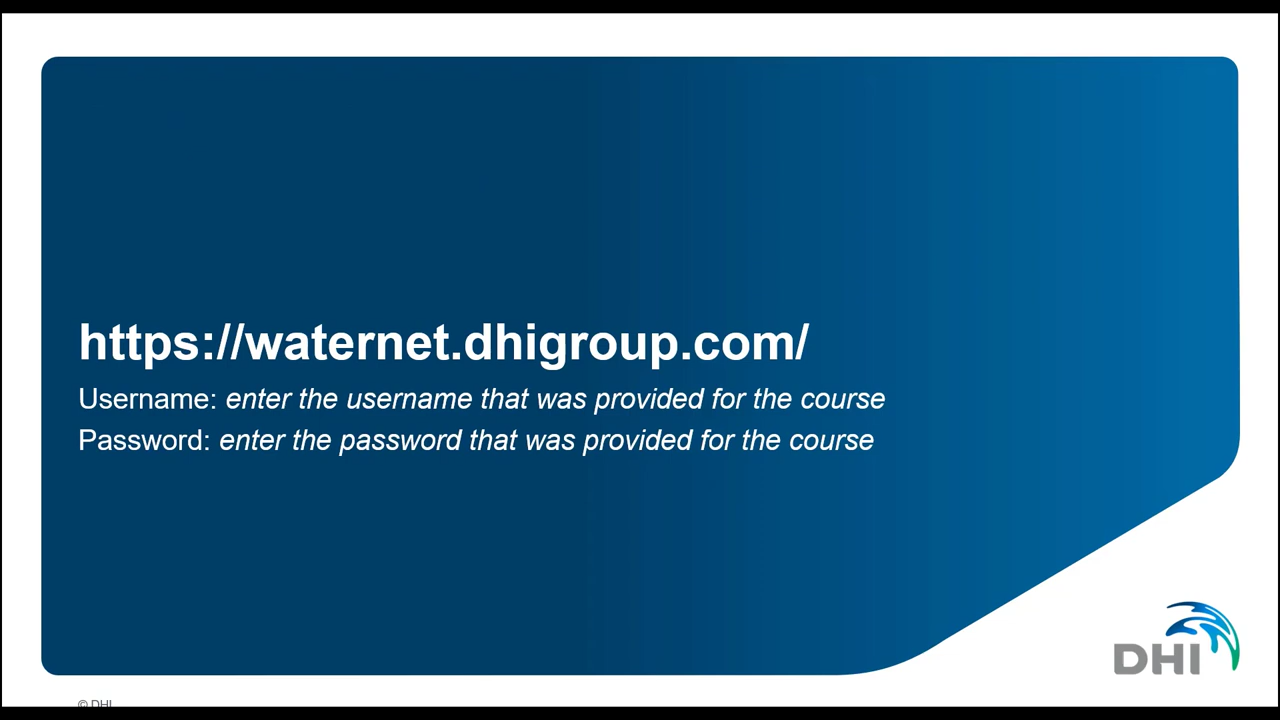 https://waternet.dhigroup.com/
Username: enter the username that was provided for the course
Password: enter the password that was provided for the course
DHI
© DHI